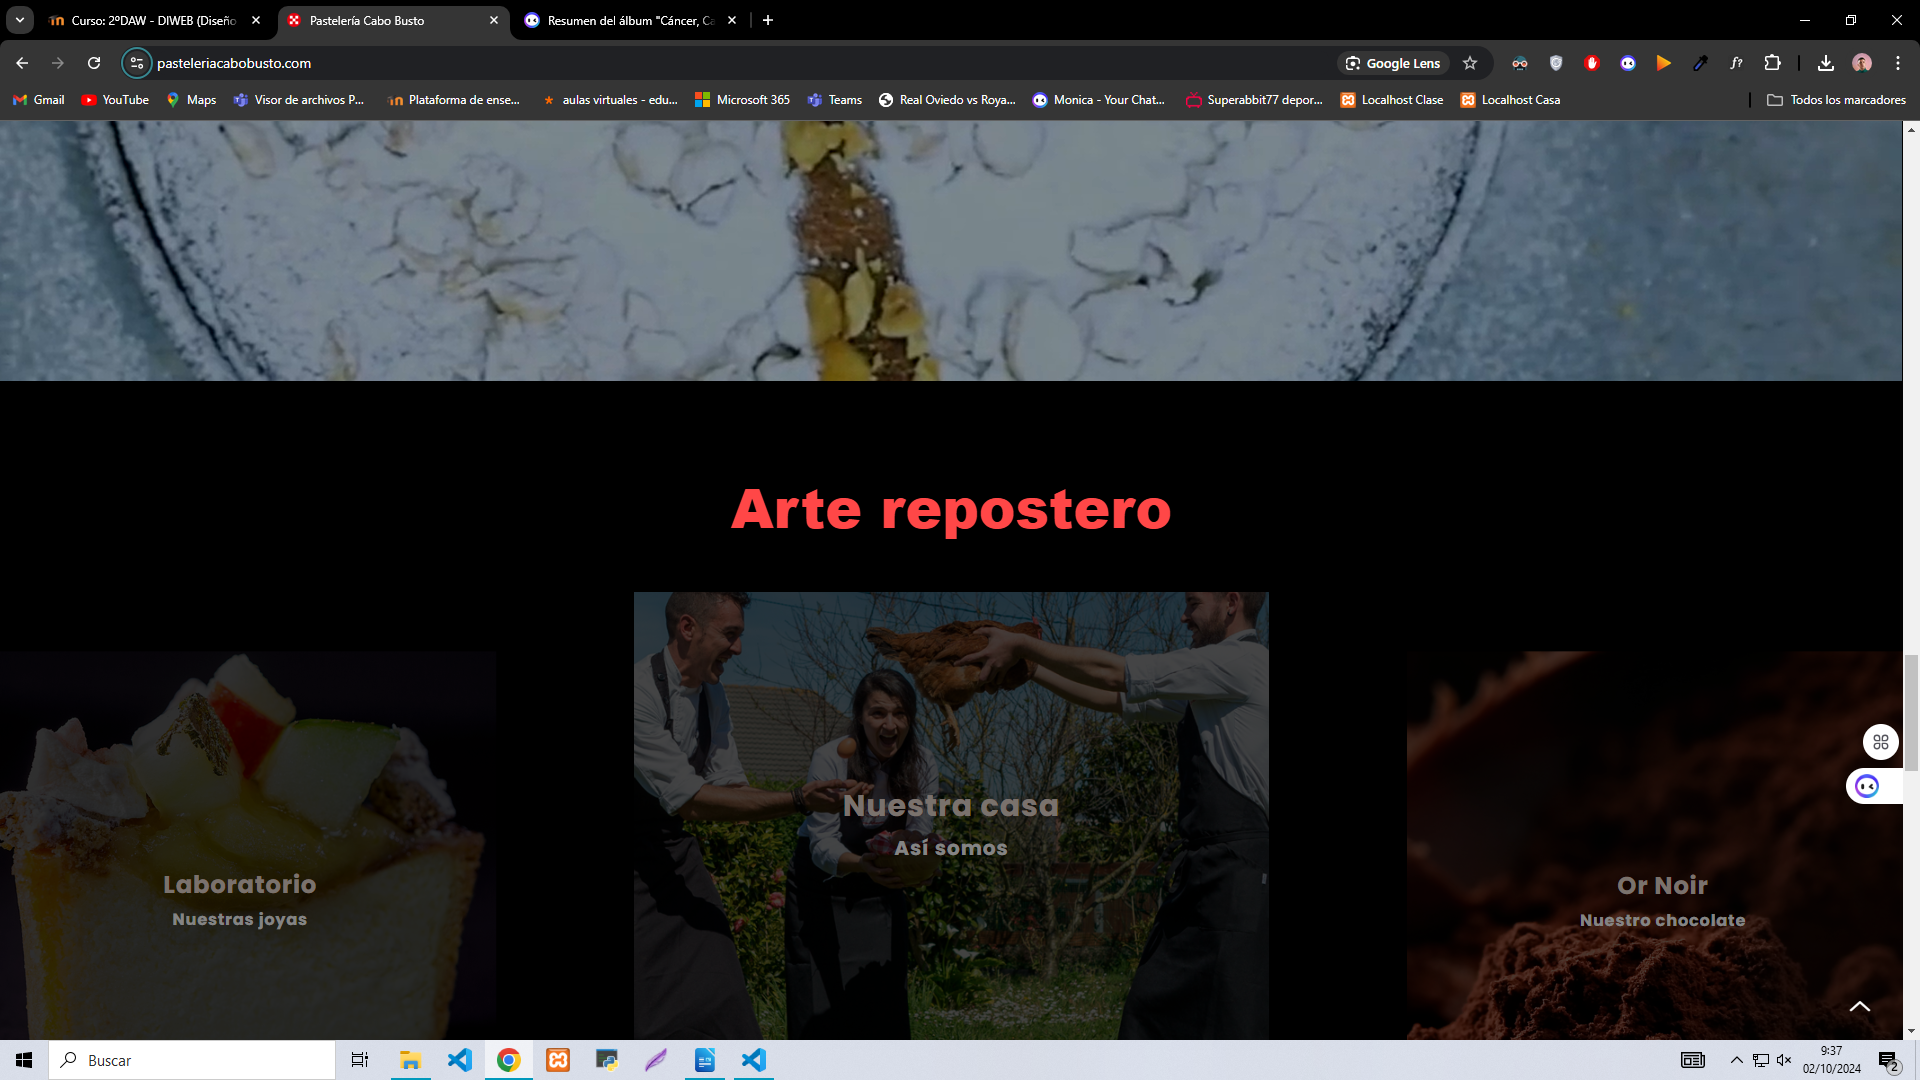 Curso: 2ºDAW - DIWEB (Diseño
Pastelería Cabo Busto
Resumen del álbum "Cáncer, Ca
pasteleriacabobusto.com
Google Lens
f?
Gmail
YouTube
Maps
Visor de archivos P...
Plataforma de ense...
aulas virtuales - edu...
Microsoft 365
Teams
Real Oviedo vs Roya...
Monica - Your Chat...
Superabbit77 depor...
Localhost Clase
Localhost Casa
Todos los marcadores
Arte repostero
Nuestra casa
Así somos
Laboratorio
Nuestras joyas
Or Noir
Nuestro chocolate
Buscar
9:37
02/10/2024
2